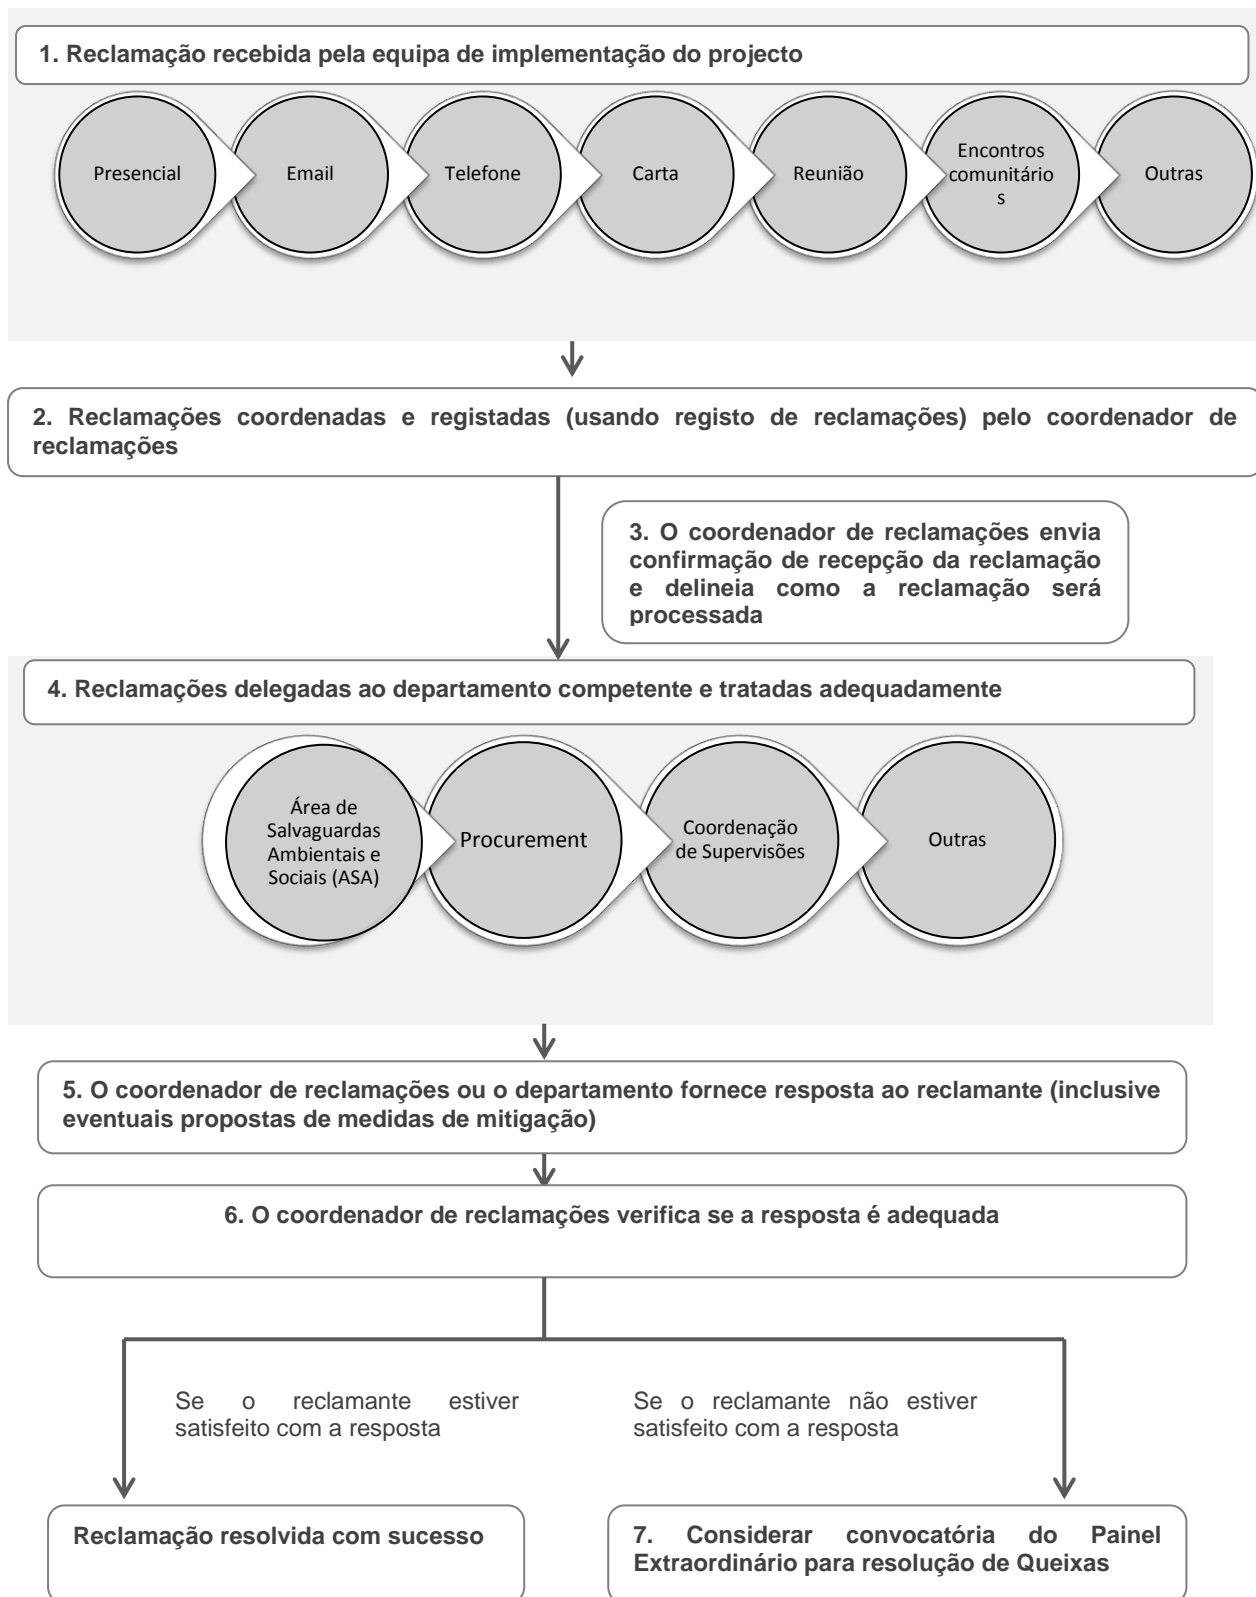 1. Reclamação recebida pela equipa de implementação do projecto
Presencial
Email
Telefone
Carta
Reunião
Encontros
comunitário
s
Outras
2. Reclamações coordenadas e registadas (usando registo de reclamações) pelo coordenador de
reclamações
3. O coordenador de reclamações envia
confirmação de recepção da reclamação
e delineia como a reclamação será
processada
4. Reclamações delegadas ao departamento competente e tratadas adequadamente
Área de
Salvaguardas
Ambientais e
Sociais (ASA)
Procurement
Coordenação
de Supervisões
Outras
5. O coordenador de reclamações ou o departamento fornece resposta ao reclamante (inclusive
eventuais propostas de medidas de mitigação)
6. O coordenador de reclamações verifica se a resposta é adequada
Se o reclamante estiver
satisfeito com a resposta
Se o reclamante não estiver
satisfeito com a resposta
Reclamação resolvida com sucesso
7. Considerar convocatória do Painel
Extraordinário para resolução de Queixas